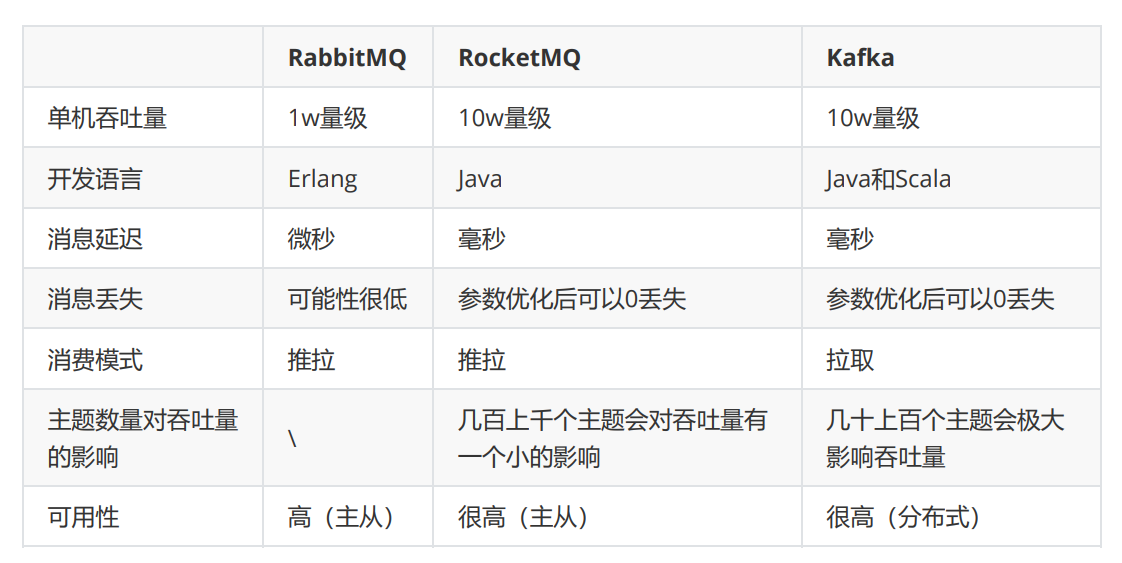 RabbitMQ RocketMQ Kafka
单机吞吐量 1w量级 10w量级 10w量级
开发语言 Erlang Java Java和Scala
消息延迟 微秒 毫秒 毫秒
消息丢失 可能性很低 参数优化后可以0丢失 参数优化后可以0丢失
消费模式 推拉 推拉 拉取
主题数量对吞吐量 \ 几百上千个主题会对吞吐量有 几十上百个主题会极大
的影响 一个小的影响 影响吞吐量
可用性 高（主从） 很高（主从） 很高（分布式）